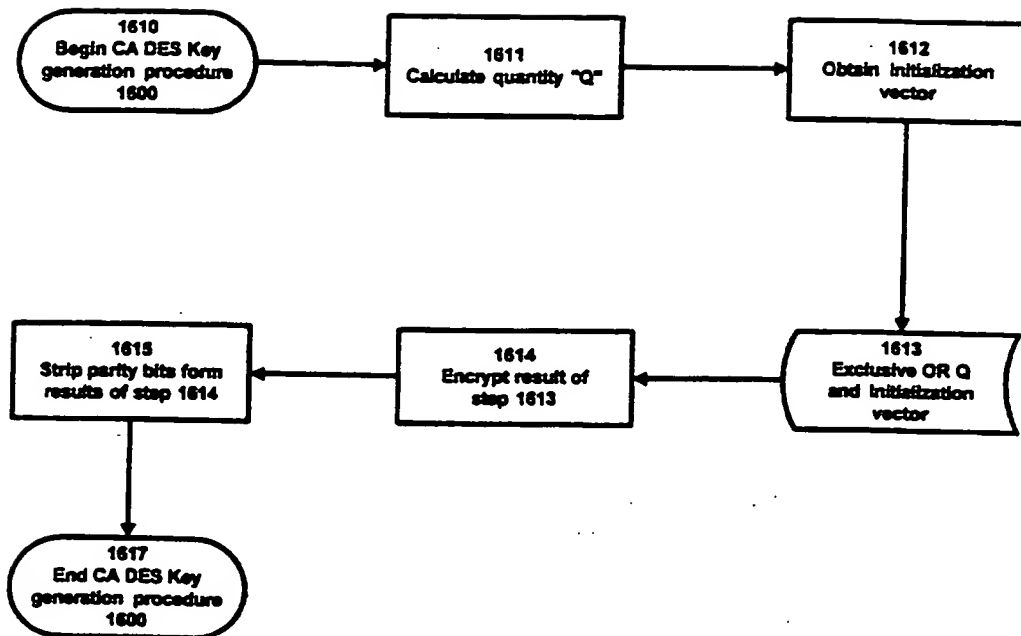 1610
Begin CA DES Key
generation procedure
1600
1611
Calculate quantity "Q"
1612
Obtain initialization
vector
1613
Exclusive OR Q
and initialization
vector
1614
Encrypt result of
step 1613
1615
Strip parity bits form
results of step 1614
1617
End CA DES Key
generation procedure
1600